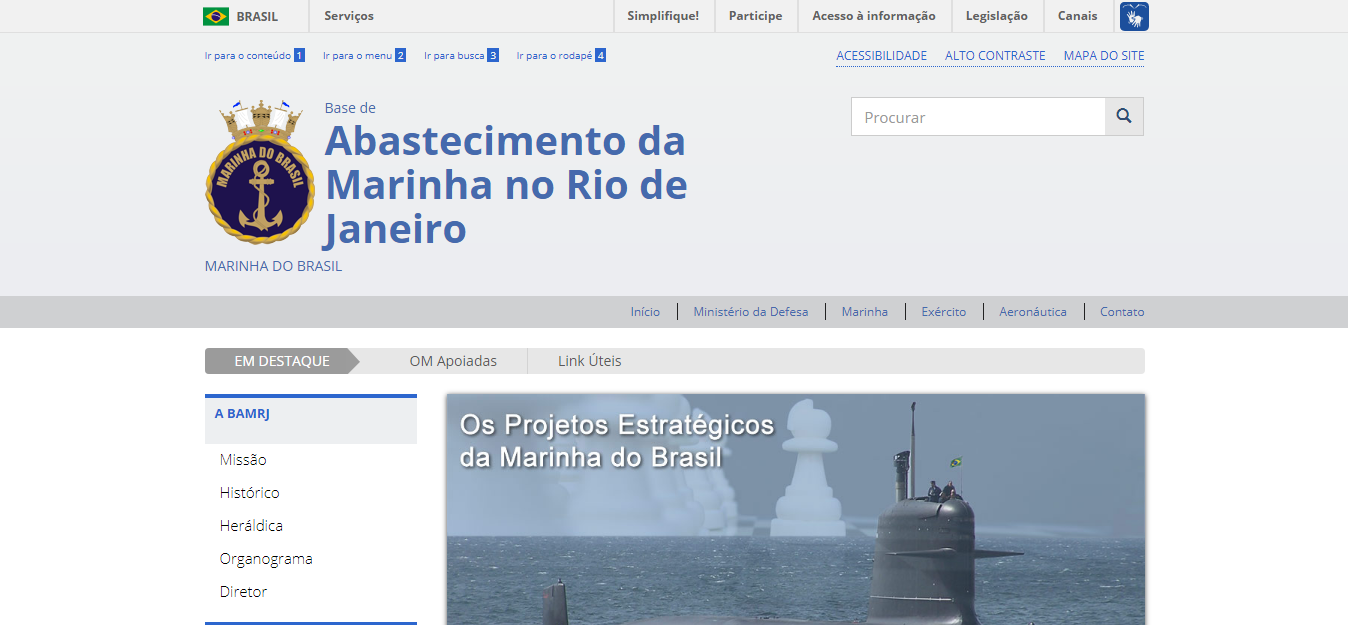 BRASIL
Serviços
Simplifique!
Participe
Acesso à informação
Legislação
Canais
Ir para o conteúdo 1
Ir para o menu 2
Ir para busca 3
Ir para o rodapé 4
ACESSIBILIDADE
ALTO CONTRASTE
MAPA DO SITE
MARINHA DO BRASIL
Base de
Abastecimento da
Marinha no Rio de
Janeiro
Procurar
MARINHA DO BRASIL
Início
Ministério da Defesa
Marinha
Exército
Aeronáutica
Contato
EM DESTAQUE
OM Apoiadas
Link Úteis
A BAMRJ
Missão
Histórico
Heráldica
Organograma
Diretor
Os Projetos Estratégicos
da Marinha do Brasil